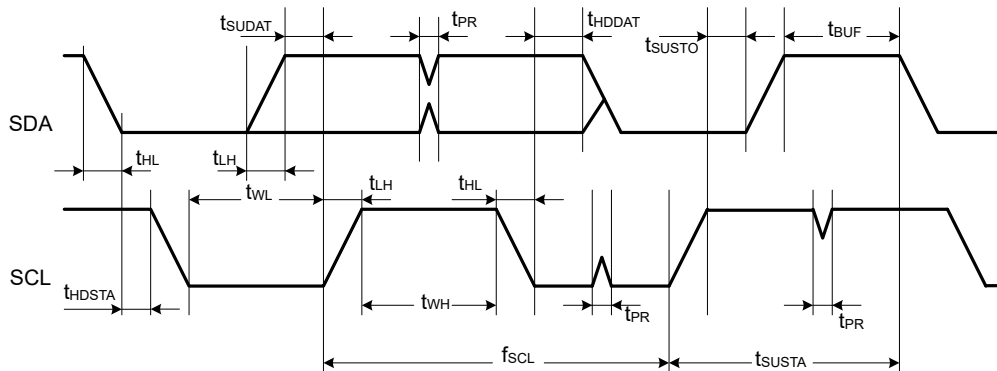 tSUDAT
tPR
tHDDAT
tSUSTO
tBUF
SDA
tHL
tLH
tWL
tLH
tHL
SCL
tHDSTA
tWH
tPR
tPR
fSCL
tSUSTA